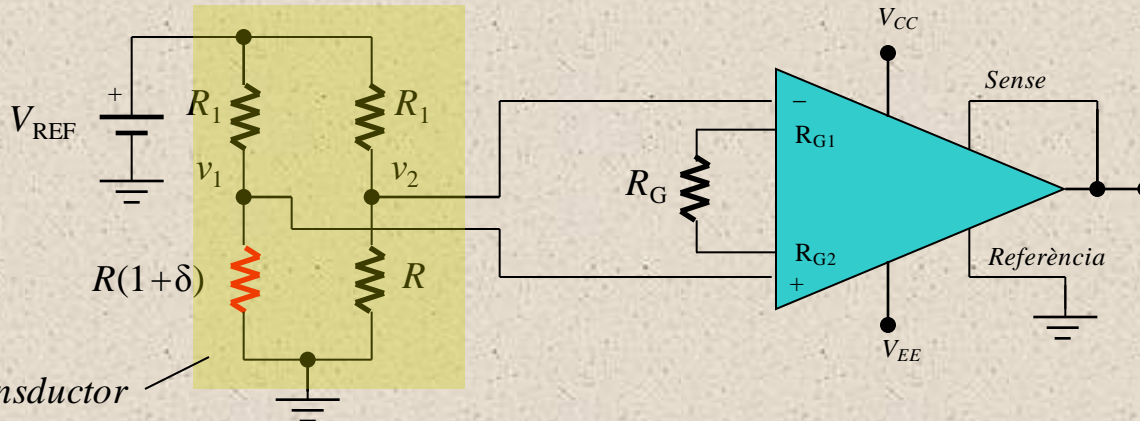 V_CC
Sense
+
V_REF
R_1
R_1
−
R_G1
v_1
v_2
R_G
R(1+δ)
R
R_G2
+
Referència
V_EE
nsductor